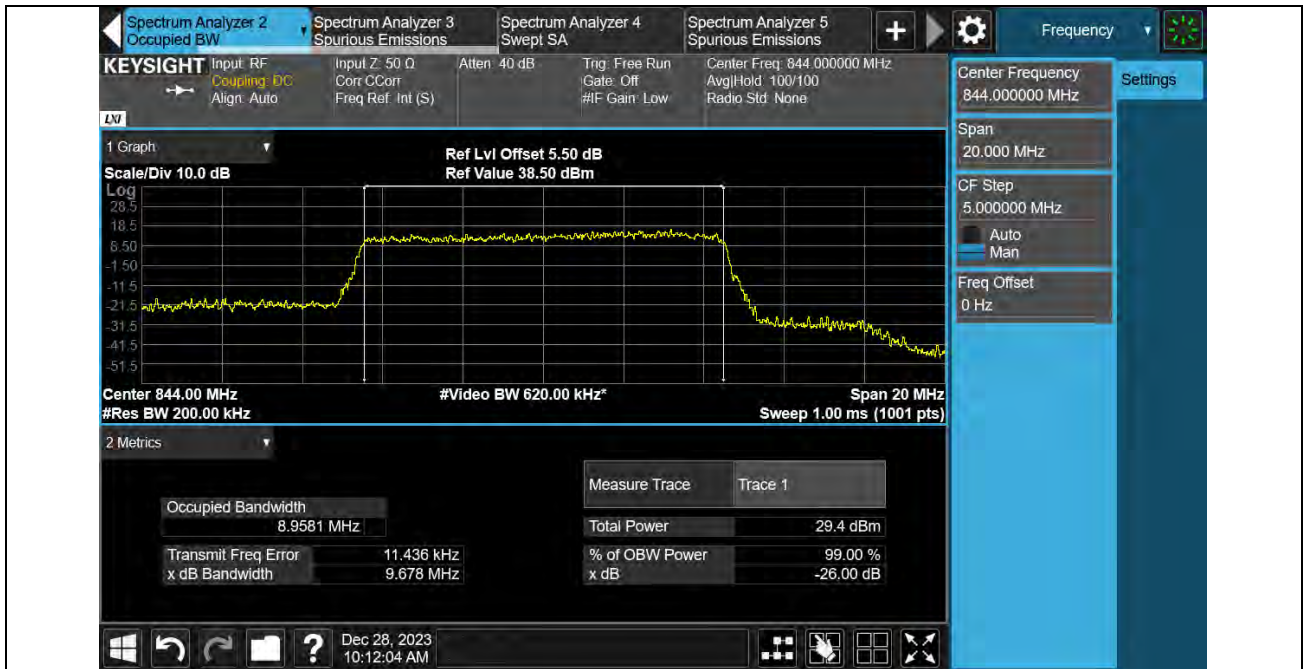 Spectrum Analyzer 2
Occupied BW
Spectrum Analyzer 3
Spurious Emissions
Spectrum Analyzer 4
Swept SA
Spectrum Analyzer 5
Spurious Emissions
+
Frequency
KEYSIGHT
Input: RF
Coupling: DC
Align: Auto
Input Z: 50 Ω
Corr CCorr
Freq Ref: Int (S)
Atten: 40 dB
Trig: Free Run
Gate: Off
#IF Gain: Low
Center Freq: 844.000000 MHz
Avg|Hold: 100/100
Radio Std: None
LXI
Center Frequency
844.000000 MHz
Settings
Span
20.000 MHz
CF Step
5.000000 MHz
Auto
Man
Freq Offset
0 Hz
1 Graph
Scale/Div 10.0 dB
Ref Lvl Offset 5.50 dB
Ref Value 38.50 dBm
Log
28.5
18.5
8.50
-1.50
-11.5
-21.5
-31.5
-41.5
-51.5
Center 844.00 MHz
#Video BW 620.00 kHz*
Span 20 MHz
#Res BW 200.00 kHz
Sweep 1.00 ms (1001 pts)
2 Metrics
Measure Trace
Trace 1
Occupied Bandwidth
8.9581 MHz
Total Power
29.4 dBm
Transmit Freq Error
11.436 kHz
% of OBW Power
99.00 %
x dB Bandwidth
9.678 MHz
x dB
-26.00 dB
?
Dec 28, 2023
10:12:04 AM